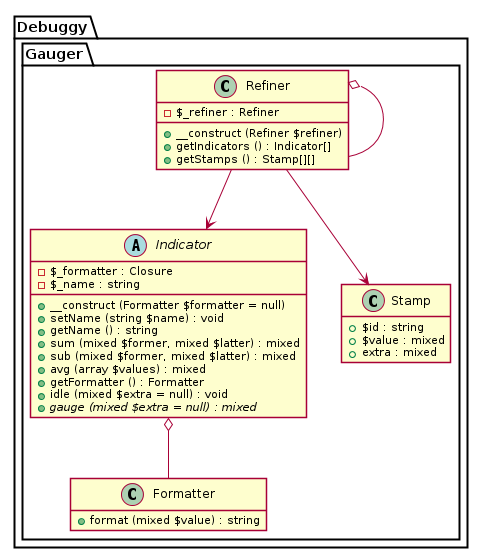 Debuggy
Gauger
C Refiner
$_refiner : Refiner
__construct (Refiner $refiner)
getIndicators () : Indicator[]
getStamps () : Stamp[][]
A Indicator
$_formatter : Closure
$_name : string
__construct (Formatter $formatter = null)
setName (string $name) : void
getName () : string
sum (mixed $former, mixed $latter) : mixed
sub (mixed $former, mixed $latter) : mixed
avg (array $values) : mixed
getFormatter () : Formatter
idle (mixed $extra = null) : void
gauge (mixed $extra = null) : mixed
C Stamp
$id : string
$value : mixed
extra : mixed
C Formatter
format (mixed $value) : string